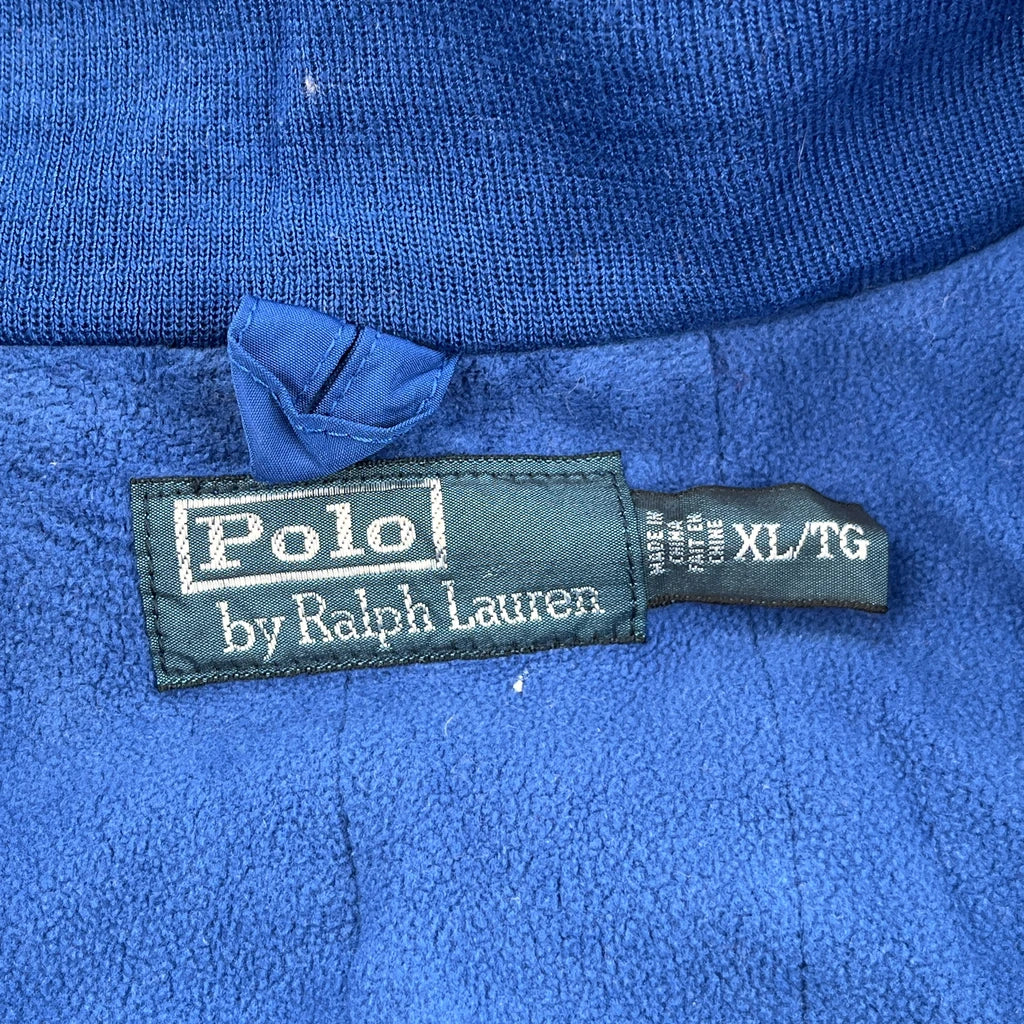 Polo
by Ralph Lauren
MADE IN
CHINA
FAIT EN
CHINE
XL/TG